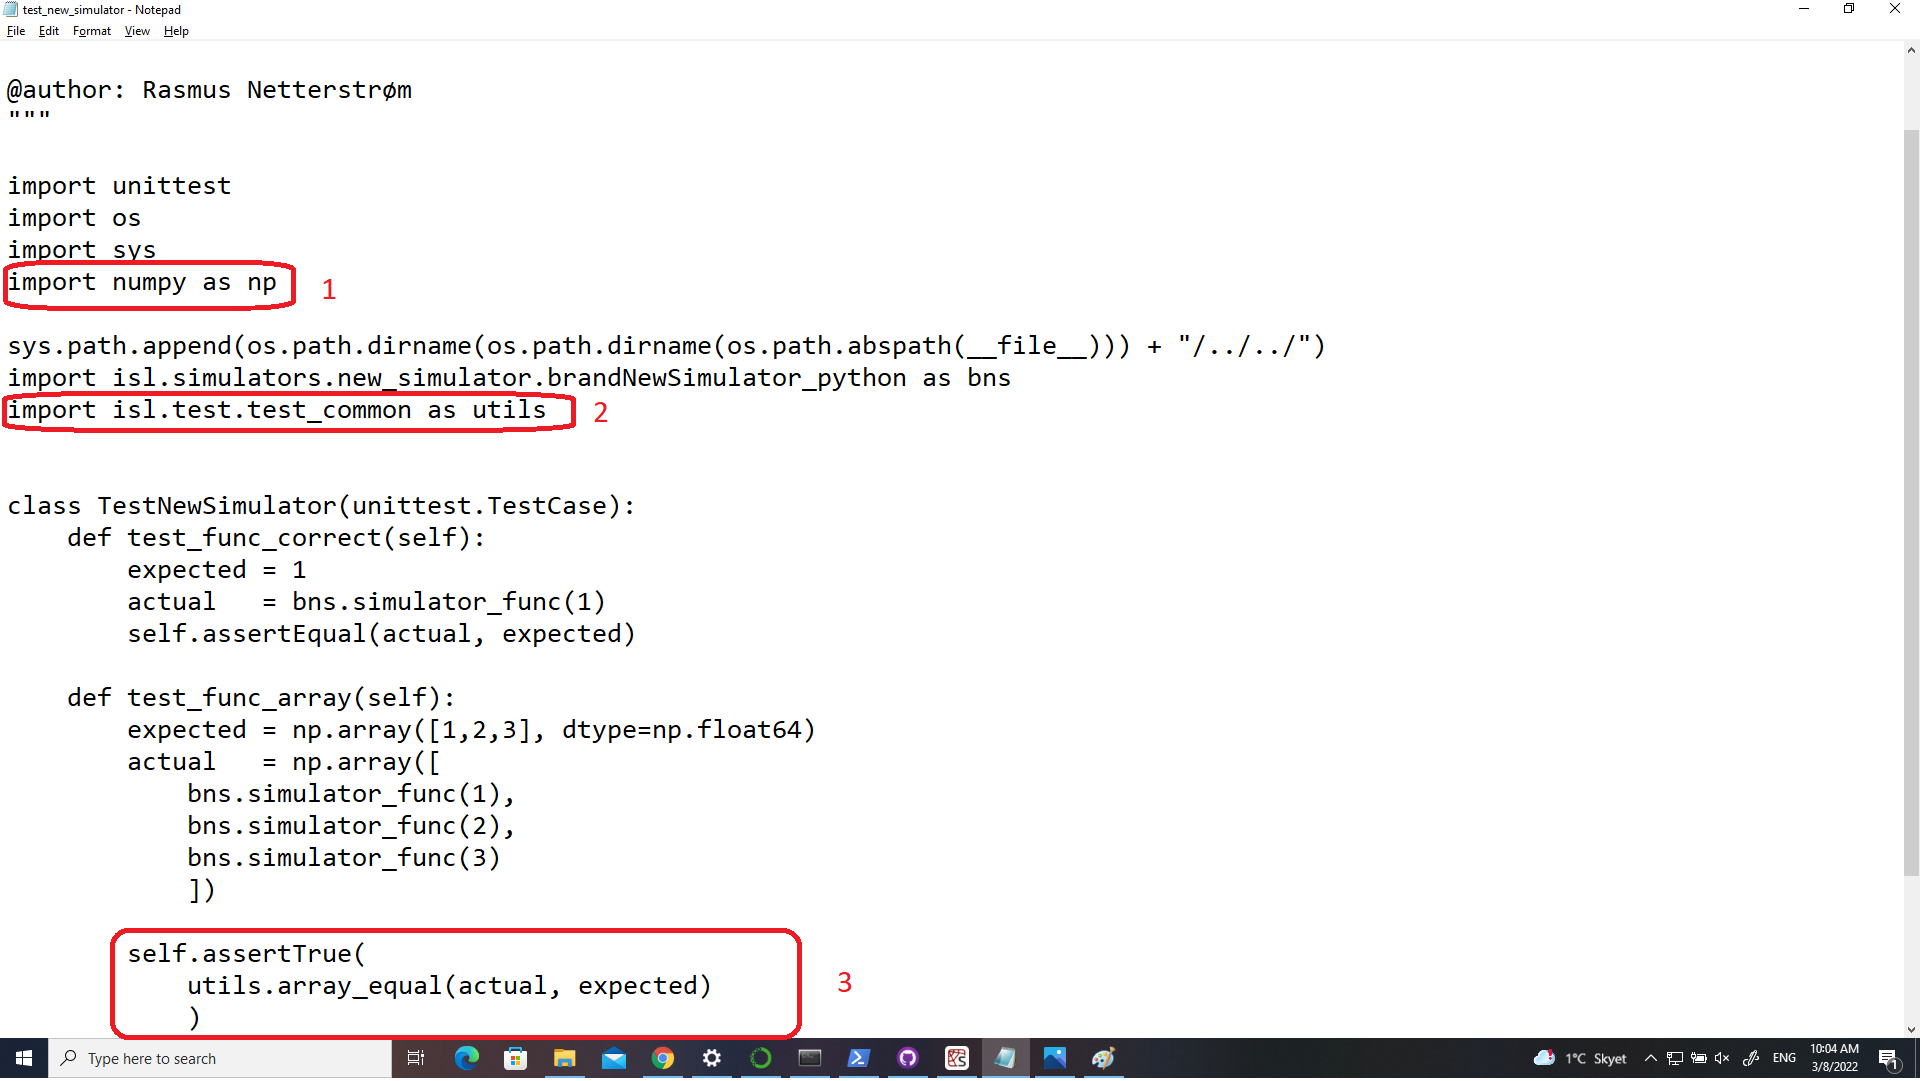 test_new_simulator - Notepad
File Edit Format View Help
@author: Rasmus Netterstrøm
"""
import unittest
import os
import sys
import numpy as np 1
sys.path.append(os.path.dirname(os.path.dirname(os.path.abspath(__file__))) + "/../../")
import isl.simulators.new_simulator.brandNewSimulator_python as bns
import isl.test.test_common as utils 2
class TestNewSimulator(unittest.TestCase):
    def test_func_correct(self):
        expected = 1
        actual   = bns.simulator_func(1)
        self.assertEqual(actual, expected)
    def test_func_array(self):
        expected = np.array([1,2,3], dtype=np.float64)
        actual   = np.array([
            bns.simulator_func(1),
            bns.simulator_func(2),
            bns.simulator_func(3)
            ])
        self.assertTrue(
            utils.array_equal(actual, expected) 3
            )
Type here to search
1°C Skyet
ENG
10:04 AM
3/8/2022
1